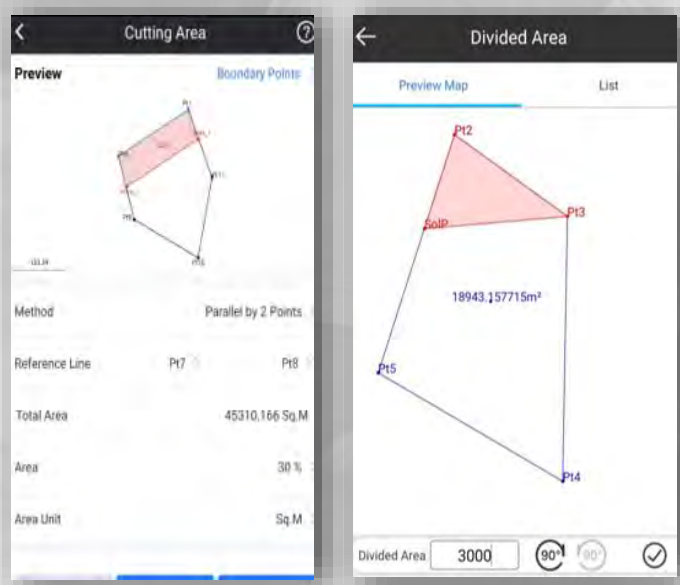 Cutting Area
Preview
Boundary Points
Method
Parallel by 2 Points
Reference Line
Pt7
Pt8
Total Area
45310.166 Sq.M
Area
30 %
Area Unit
Sq.M
Divided Area
Preview Map
List
Pt2
Pt3
SolP
18943.157715m²
Pt5
Pt4
Divided Area
3000
90°
90°